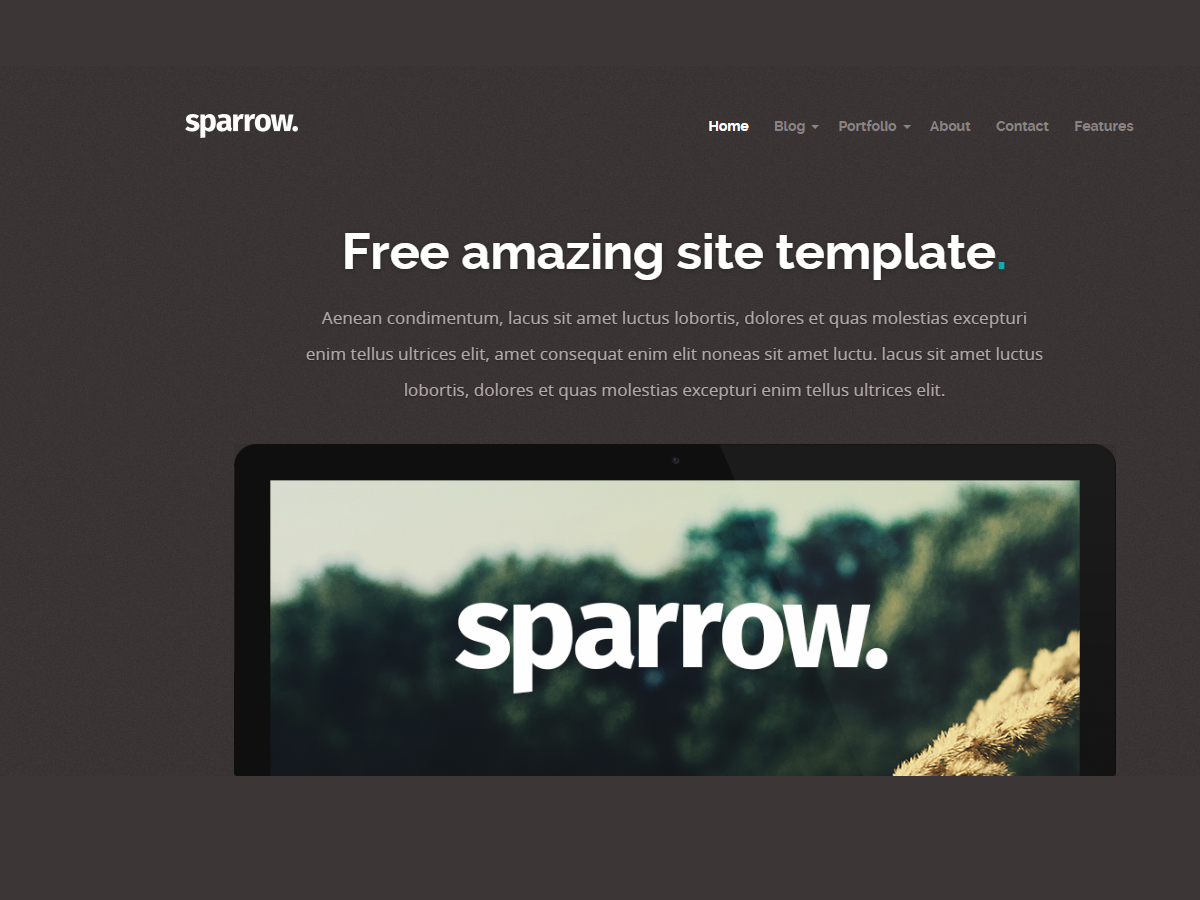 sparrow.
Home Blog Portfolio About Contact Features
Free amazing site template.
Aenean condimentum, lacus sit amet luctus lobortis, dolores et quas molestias excepturi
enim tellus ultrices elit, amet consequat enim elit noneas sit amet luctu. lacus sit amet luctus
lobortis, dolores et quas molestias excepturi enim tellus ultrices elit.
sparrow.